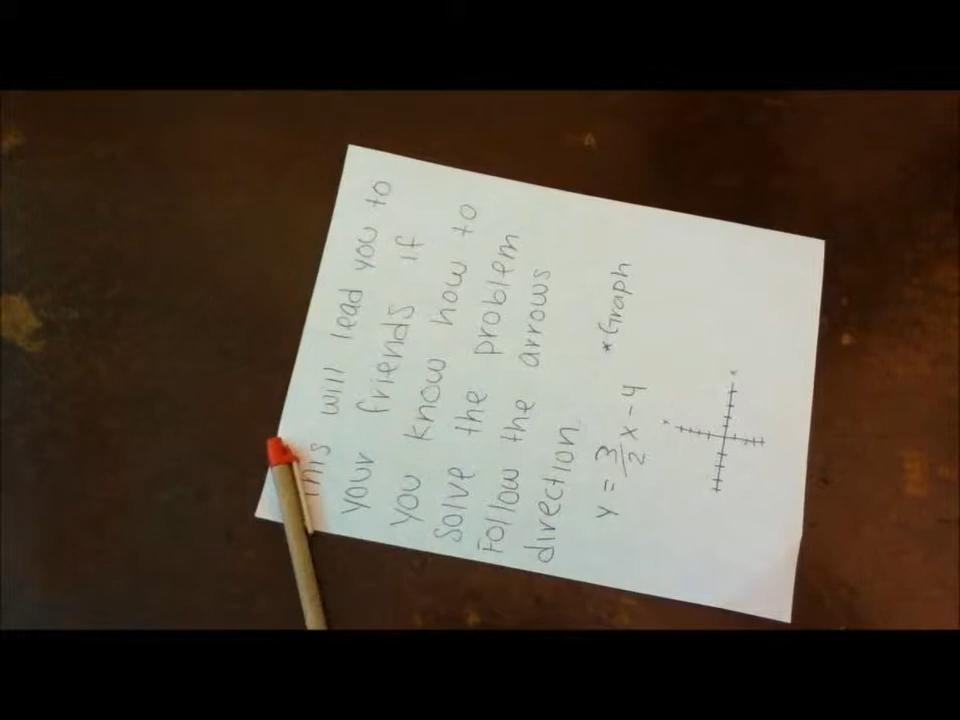 This will lead you to
your friends if
you know how to
solve the problem
Follow the arrows
direction
y = 3/2 x - 4 *Graph